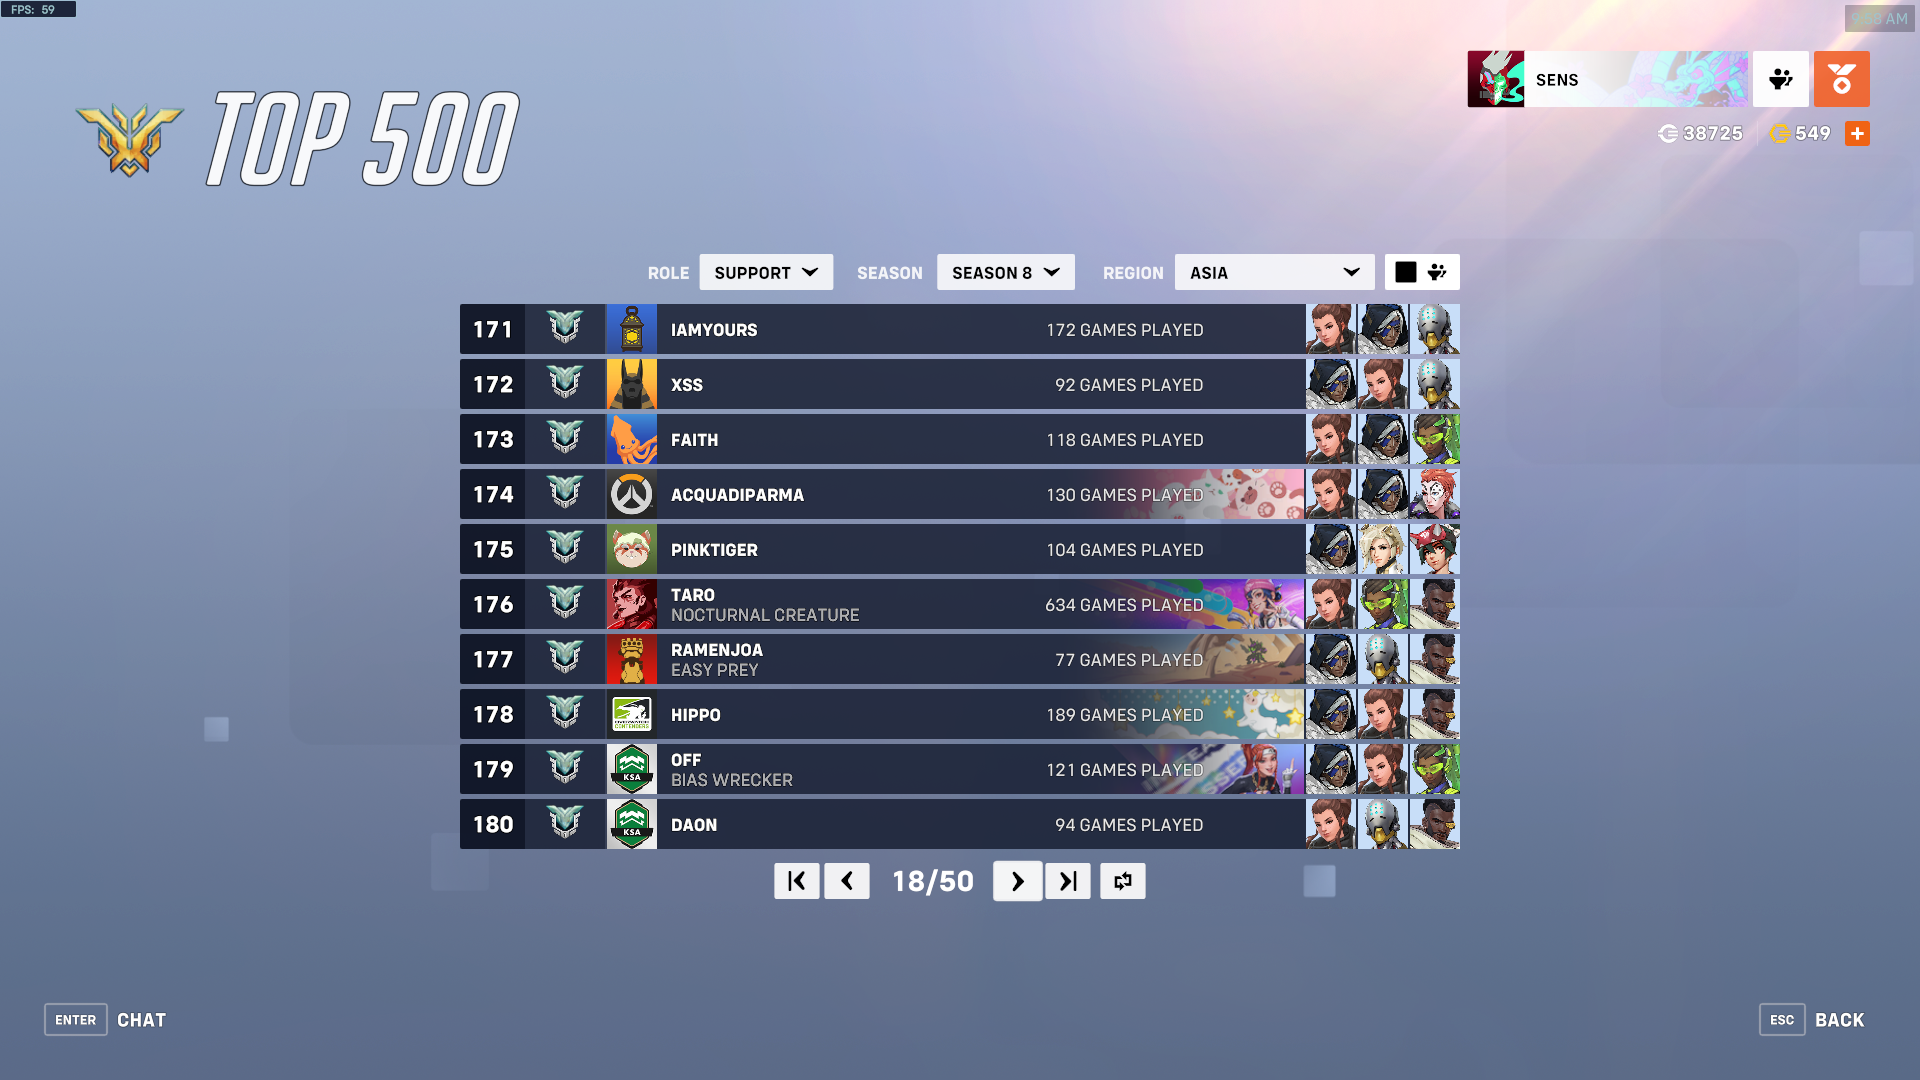 FPS: 59
TOP 500
SENS
38725
549
ROLE SUPPORT SEASON SEASON 8 REGION ASIA
171 IAMYOURS 172 GAMES PLAYED
172 XSS 92 GAMES PLAYED
173 FAITH 118 GAMES PLAYED
174 ACQUADIPARMA 130 GAMES PLAYED
175 PINKTIGER 104 GAMES PLAYED
176 TARO 634 GAMES PLAYED
NOCTURNAL CREATURE
177 RAMENJOA 77 GAMES PLAYED
EASY PREY
178 HIPPO 189 GAMES PLAYED
179 KSA OFF 121 GAMES PLAYED
BIAS WRECKER
180 KSA DAON 94 GAMES PLAYED
18/50
ENTER CHAT
ESC BACK